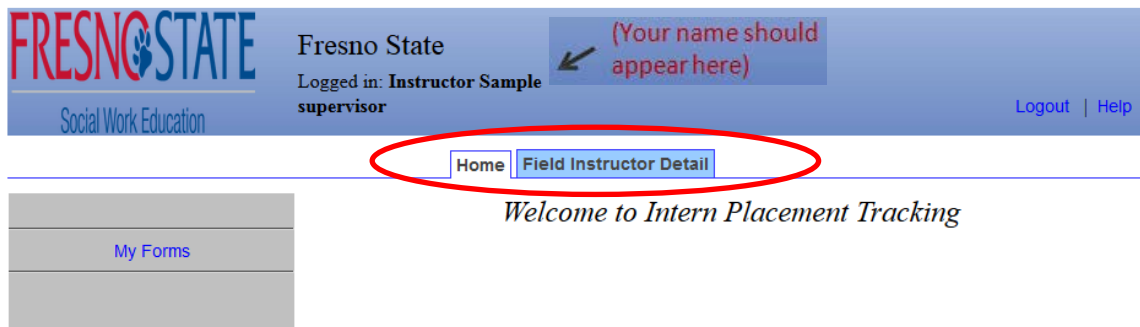 FRESNO STATE
Social Work Education
Fresno State
Logged in: Instructor Sample
supervisor
(Your name should
appear here)
Logout | Help
Home Field Instructor Detail
My Forms
Welcome to Intern Placement Tracking